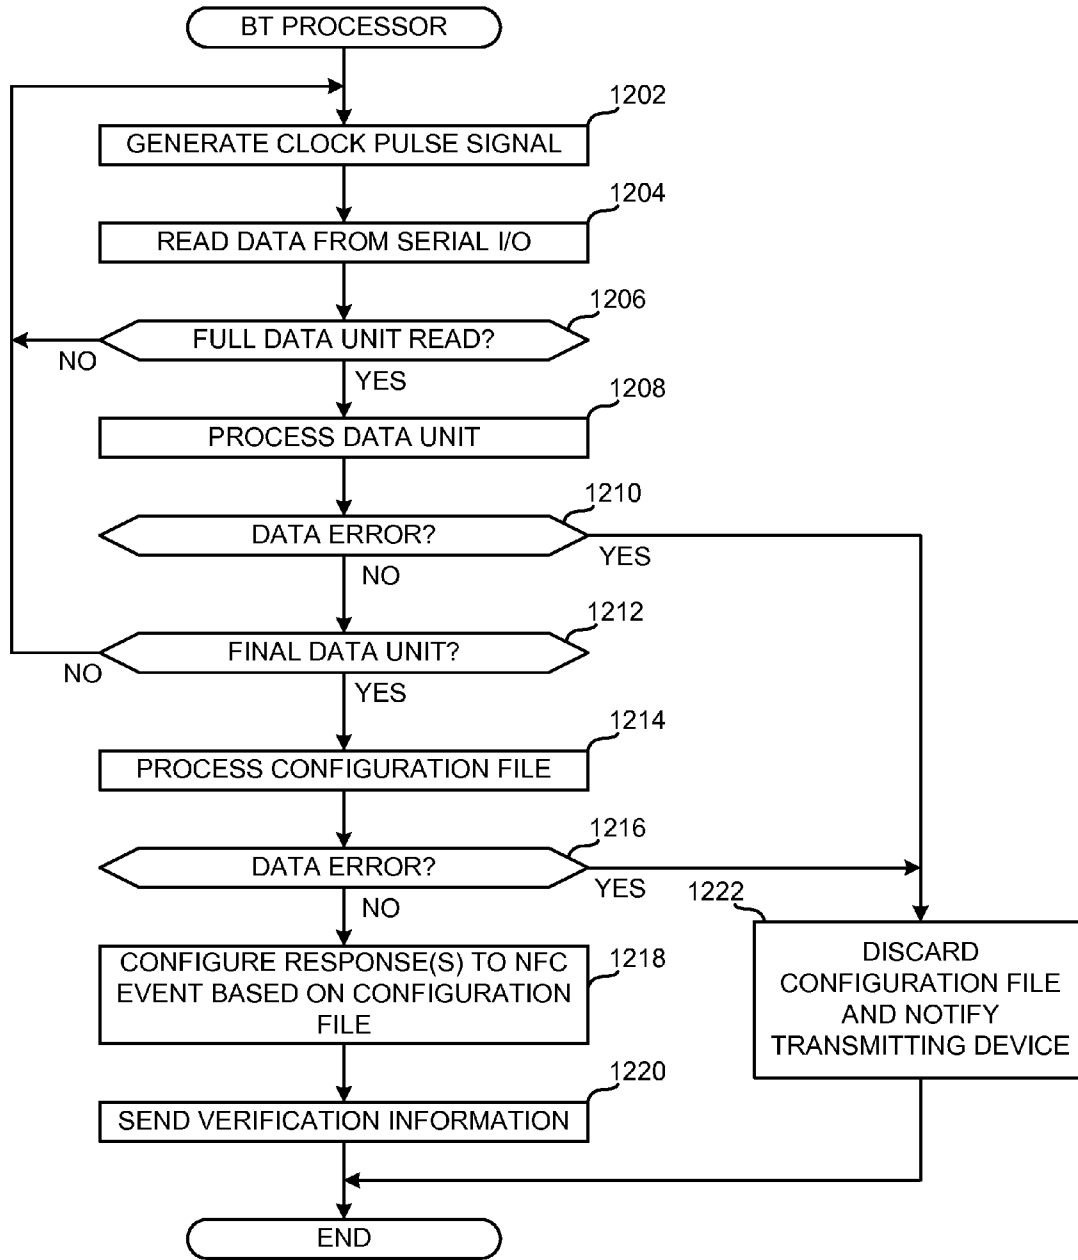 BT PROCESSOR
1202
GENERATE CLOCK PULSE SIGNAL
1204
READ DATA FROM SERIAL I/O
1206
FULL DATA UNIT READ?
NO
YES
1208
PROCESS DATA UNIT
1210
DATA ERROR?
YES
NO
1212
FINAL DATA UNIT?
NO
YES
1214
PROCESS CONFIGURATION FILE
1216
DATA ERROR?
YES
NO
1222
DISCARD
CONFIGURATION FILE
AND NOTIFY
TRANSMITTING DEVICE
1218
CONFIGURE RESPONSE(S) TO NFC
EVENT BASED ON CONFIGURATION
FILE
1220
SEND VERIFICATION INFORMATION
END